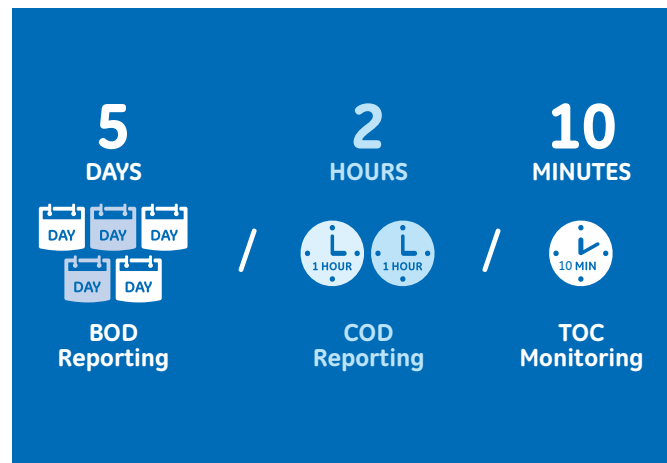 5
DAYS
DAY DAY DAY
DAY DAY
BOD
Reporting
/
2
HOURS
1 HOUR 1 HOUR
COD
Reporting
/
10
MINUTES
10 MIN
TOC
Monitoring